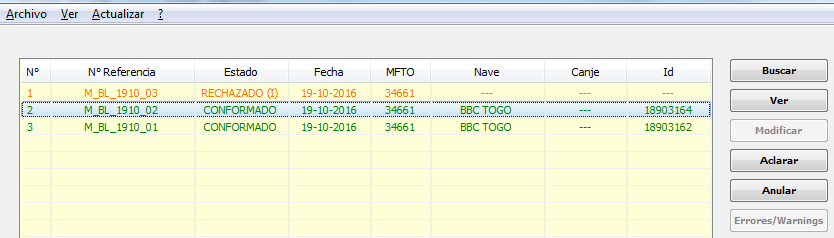 Archivo Ver Actualizar ?
Nº Nº Referencia Estado Fecha MFTO Nave Canje Id
1 M_BL_1910_03 RECHAZADO (I) 19-10-2016 34661 --- --- ---
2 M_BL_1910_02 CONFORMADO 19-10-2016 34661 BBC TOGO --- 18903164
3 M_BL_1910_01 CONFORMADO 19-10-2016 34661 BBC TOGO --- 18903162
Buscar
Ver
Modificar
Aclarar
Anular
Errores/Warnings